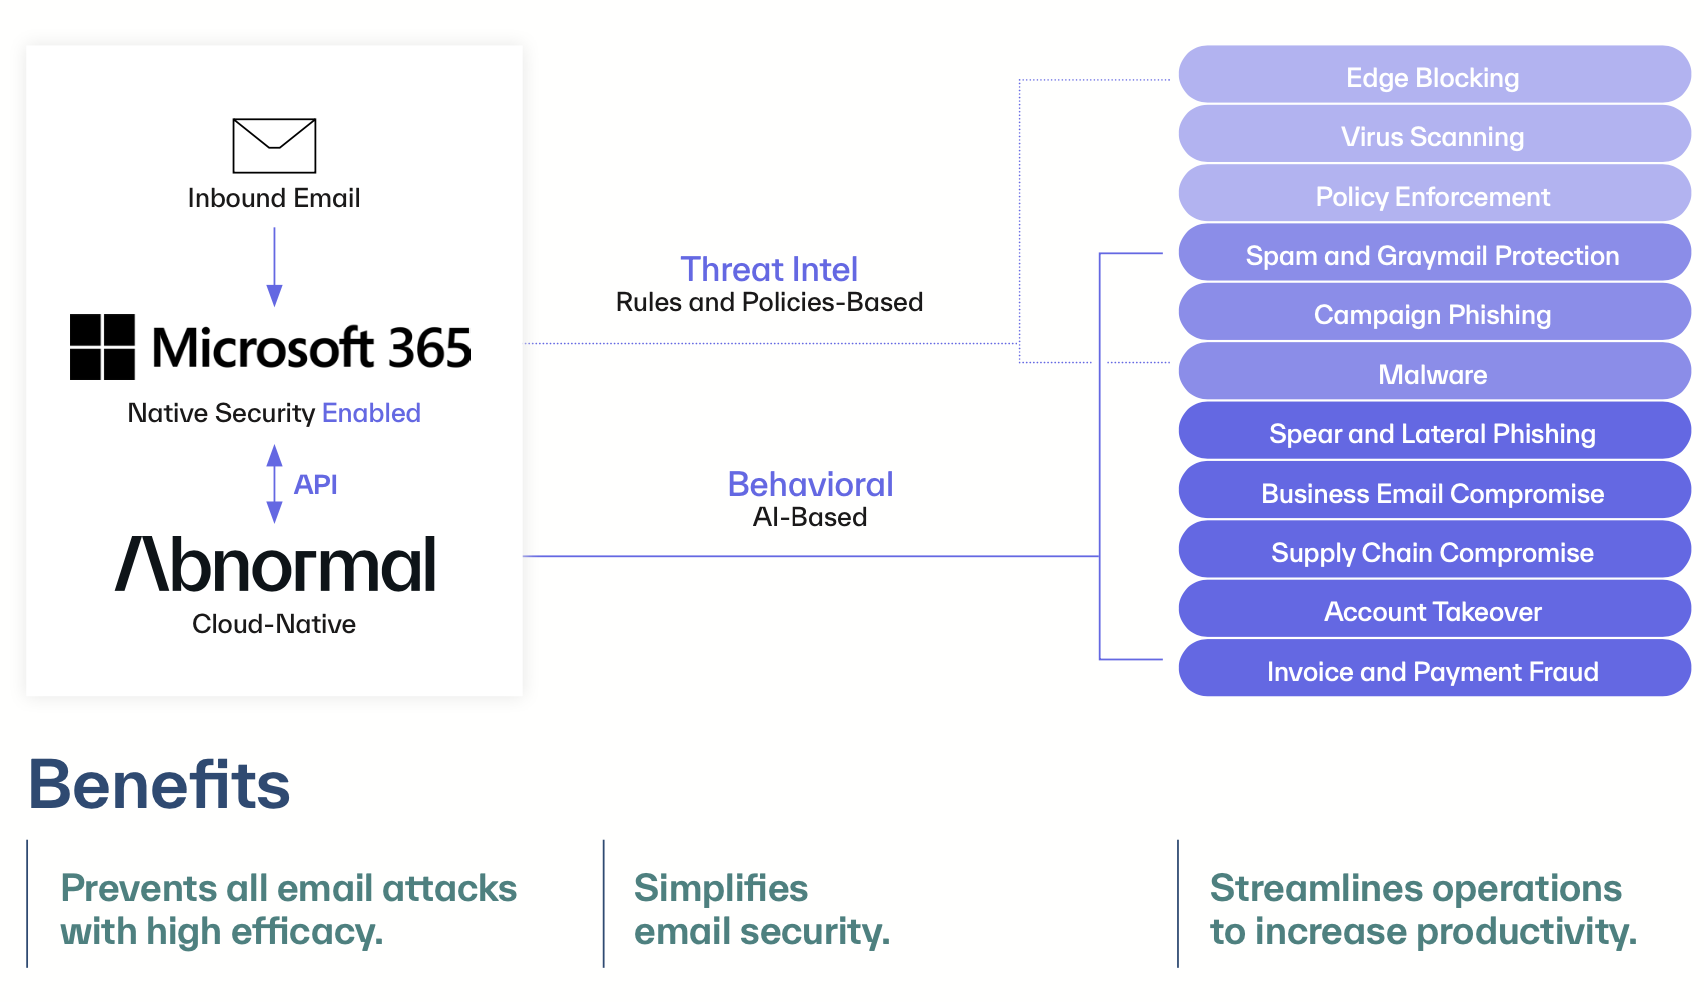 Inbound Email
Microsoft 365
Native Security Enabled
API
Abnormal
Cloud-Native
Threat Intel
Rules and Policies-Based
Behavioral
AI-Based
Edge Blocking
Virus Scanning
Policy Enforcement
Spam and Graymail Protection
Campaign Phishing
Malware
Spear and Lateral Phishing
Business Email Compromise
Supply Chain Compromise
Account Takeover
Invoice and Payment Fraud
Benefits
Prevents all email attacks
with high efficacy.
Simplifies
email security.
Streamlines operations
to increase productivity.